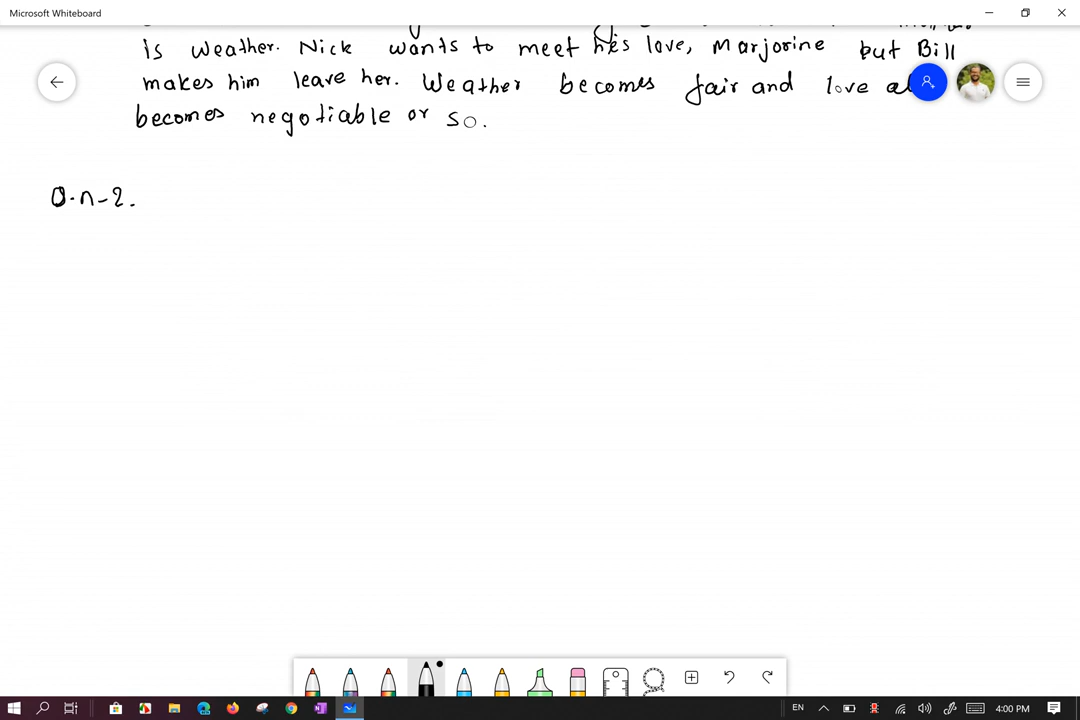 Microsoft Whiteboard
is weather. Nick wants to meet his love, Marjorine but Bill
makes him leave her. Weather becomes fair and love
becomes negotiable or so.
Q.n-2.
EN
4:00 PM